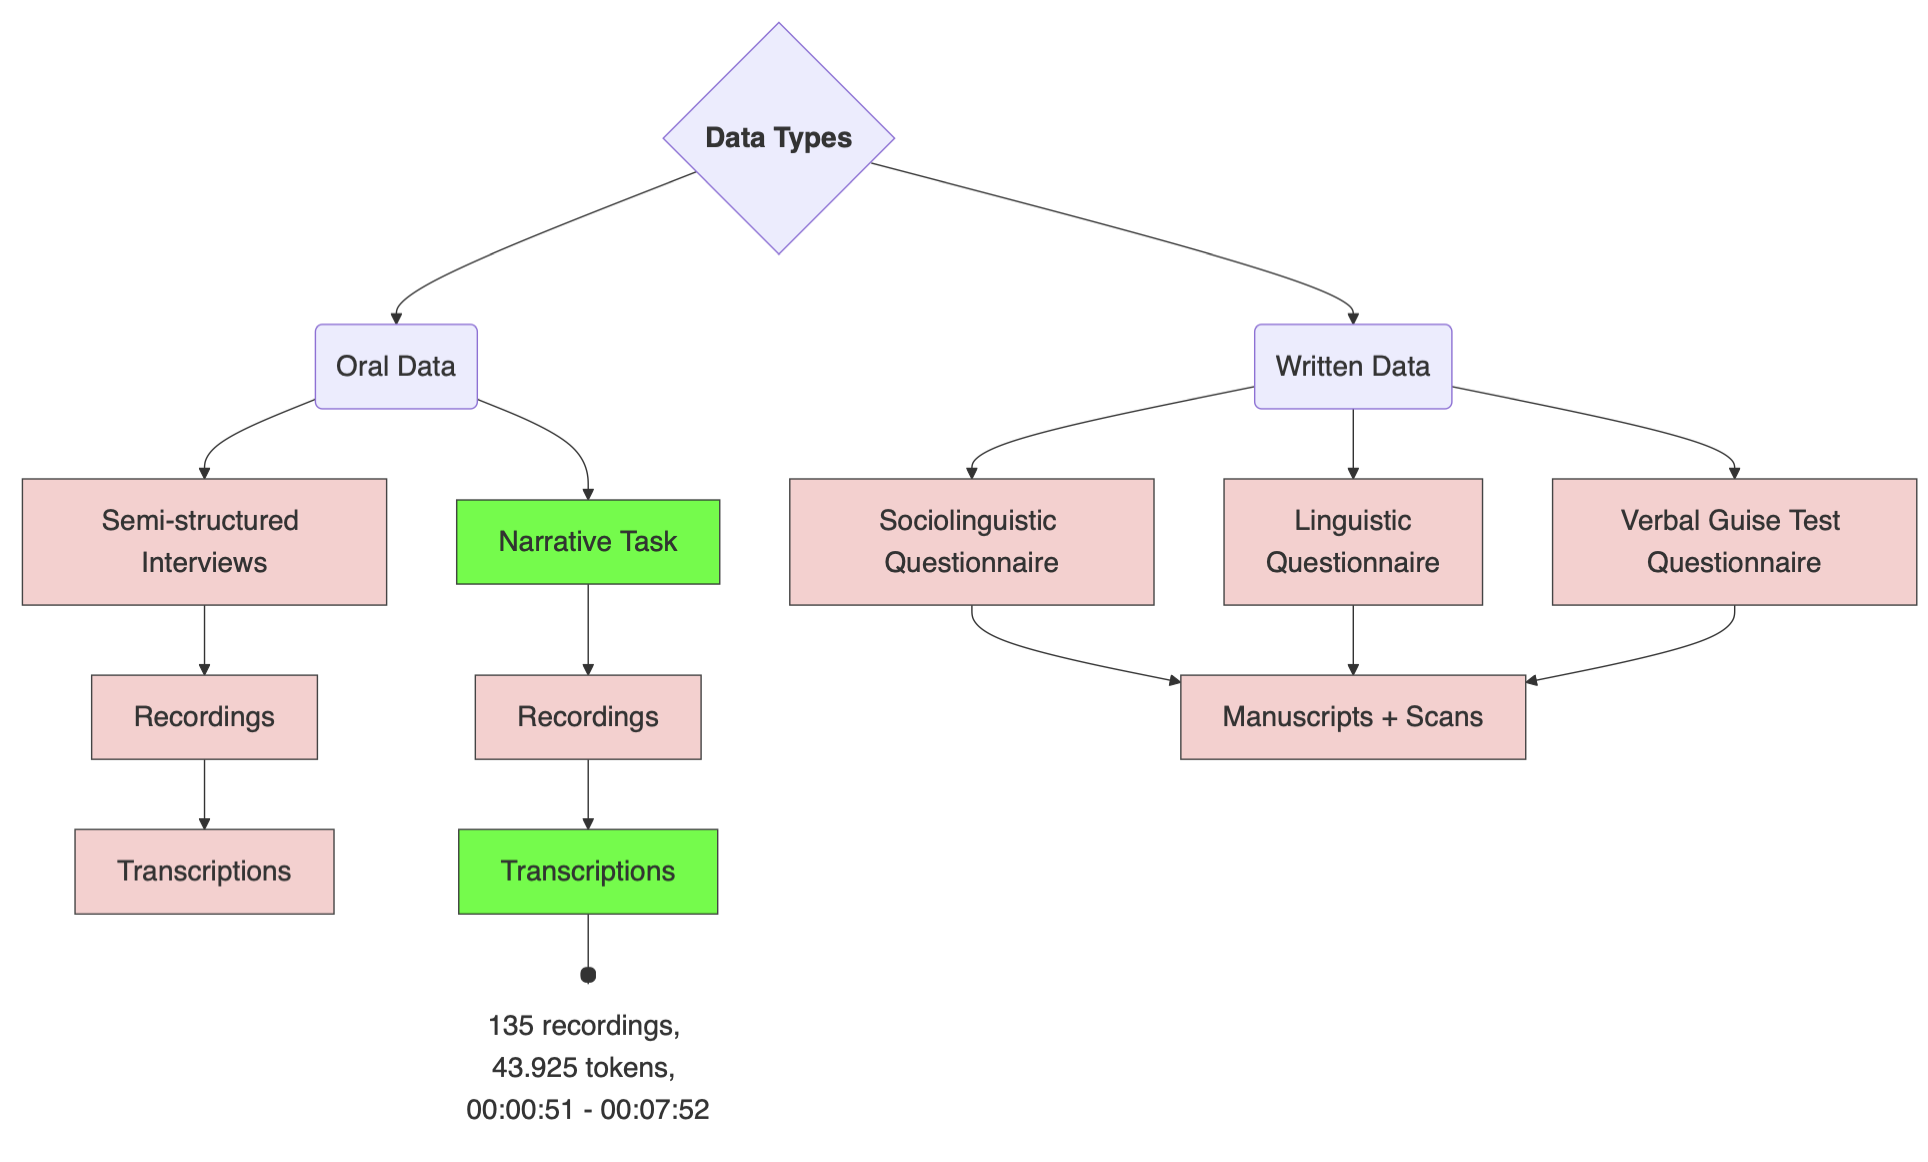 Data Types
Oral Data
Written Data
Semi-structured
Interviews
Narrative Task
Sociolinguistic
Questionnaire
Linguistic
Questionnaire
Verbal Guise Test
Questionnaire
Recordings
Recordings
Manuscripts + Scans
Transcriptions
Transcriptions
135 recordings,
43.925 tokens,
00:00:51 - 00:07:52